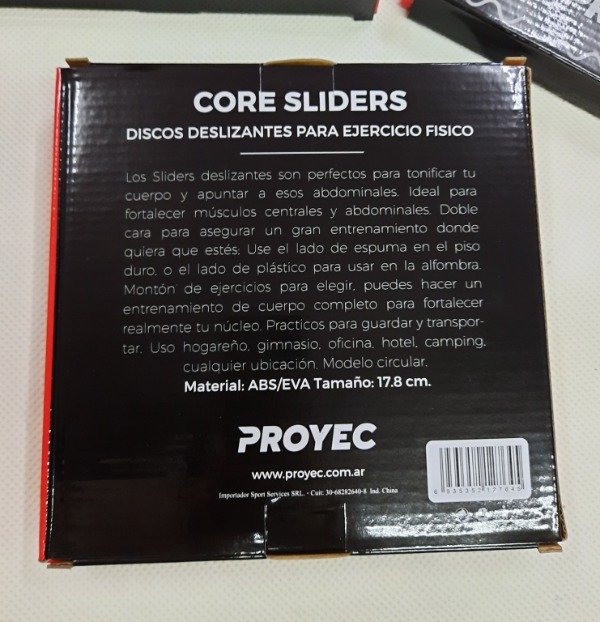 CORE SLIDERS
DISCOS DESLIZANTES PARA EJERCICIO FISICO
Los Sliders deslizantes son perfectos para tonificar tu
cuerpo y apuntar a esos abdominales. Ideal para
fortalecer músculos centrales y abdominales. Doble
cara para asegurar un gran entrenamiento donde
quiera que estés. Use el lado de espuma en el piso
duro, o el lado de plástico para usar en la alfombra.
Montón de ejercicios para elegir, puedes hacer un
entrenamiento de cuerpo completo para fortalecer
realmente tu núcleo. Practicos para guardar y transpor-
tar. Uso hogareño, gimnasio, oficina, hotel, camping,
cualquier ubicación. Modelo circular.
Material: ABS/EVA Tamaño: 17.8 cm.
PROYEC
www.proyec.com.ar
Importador Sport Services SRL. - Cuit: 30-68282640-8 Ind. China